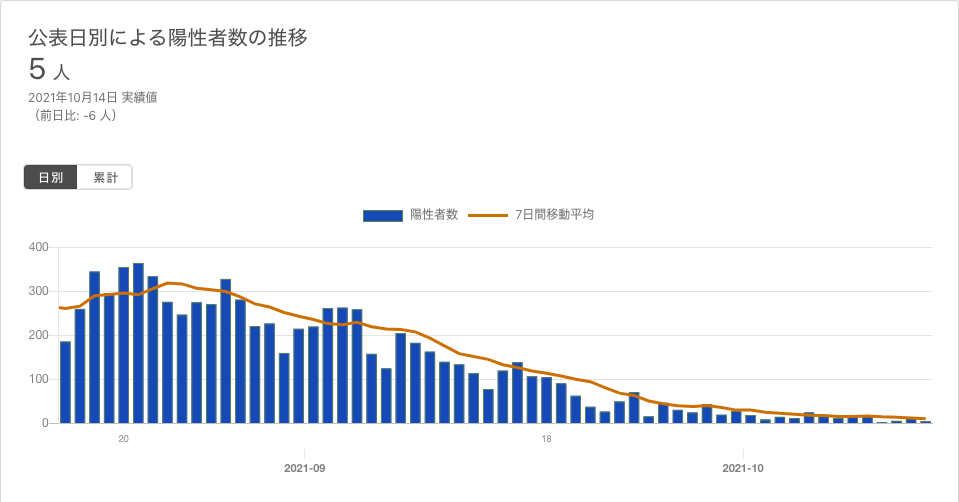 公表日別による陽性者数の推移
5 人
2021年10月14日 実績値
（前日比: -6 人）
日別 累計
陽性者数 7日間移動平均
400
300
200
100
0
20 18
2021-09 2021-10